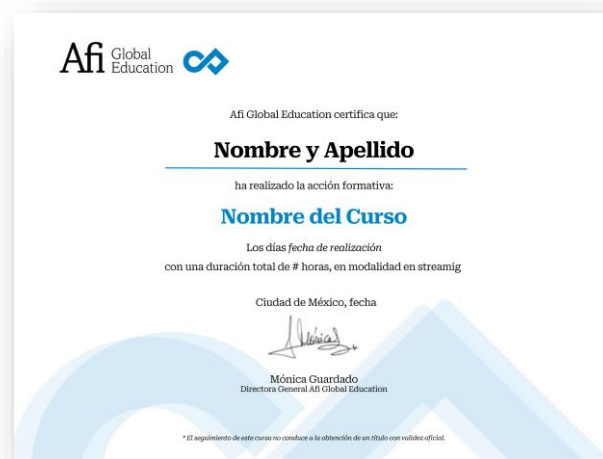 Afi Global
Education
Afi Global Education certifica que:
Nombre y Apellido
ha realizado la acción formativa:
Nombre del Curso
Los días fecha de realización
con una duración total de # horas, en modalidad en streamig
Ciudad de México, fecha
Mónica
Mónica Guardado
Directora General Afi Global Education
* El seguimiento de este curso no conduce a la obtención de un título con validez oficial.